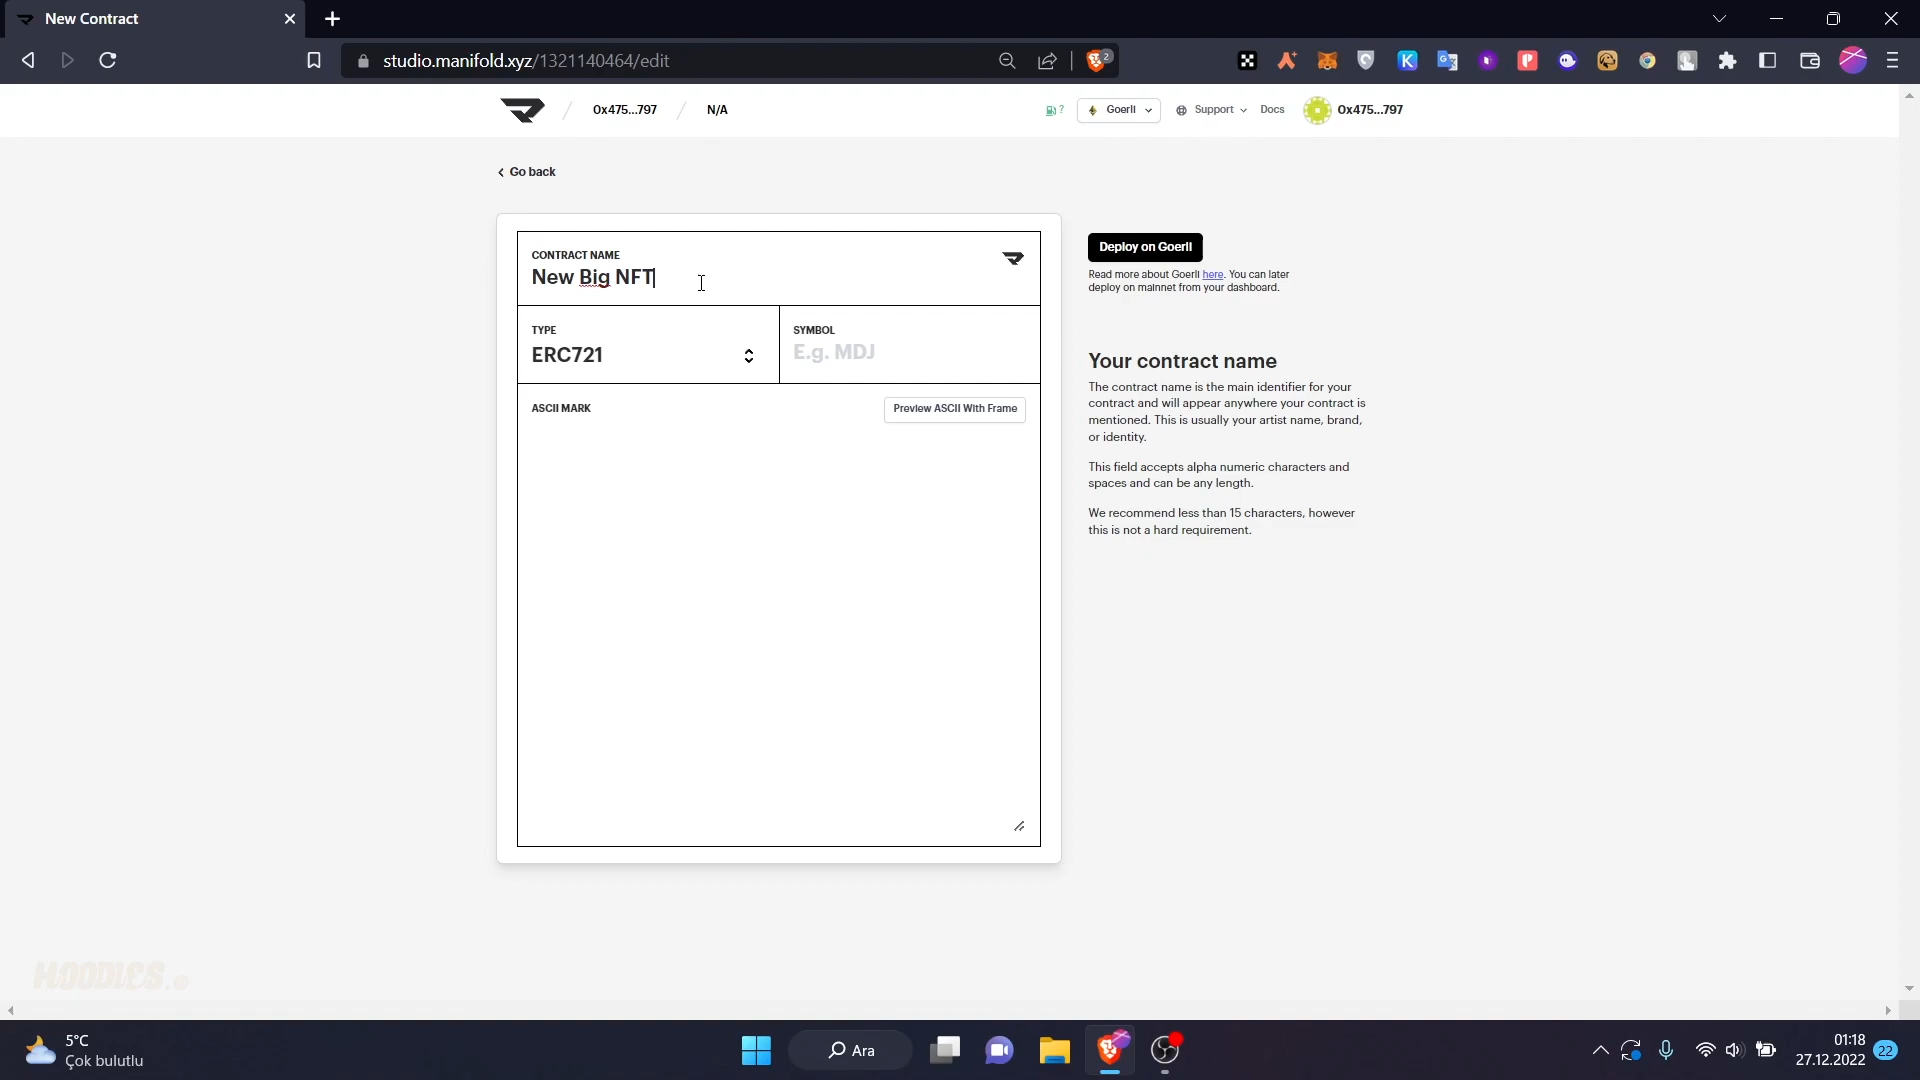 New Contract
studio.manifold.xyz/1321140464/edit
2
0x475...797
N/A
?
Goerli
Support
Docs
0x475...797
Go back
CONTRACT NAME
New Big NFT
TYPE
ERC721
SYMBOL
E.g. MDJ
ASCII MARK
Preview ASCII With Frame
Deploy on Goerli
Read more about Goerli here. You can later
deploy on mainnet from your dashboard.
Your contract name
The contract name is the main identifier for your
contract and will appear anywhere your contract is
mentioned. This is usually your artist name, brand,
or identity.
This field accepts alpha numeric characters and
spaces and can be any length.
We recommend less than 15 characters, however
this is not a hard requirement.
HOODIES.
5°C
Çok bulutlu
Ara
01:18
27.12.2022
22